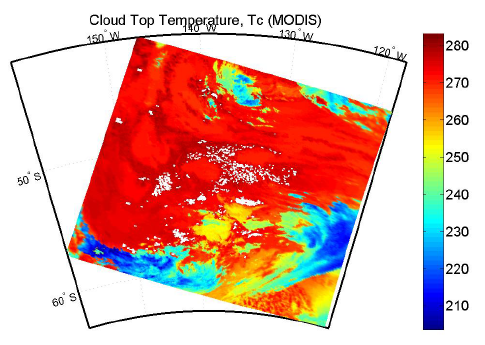 Cloud Top Temperature, Tc (MODIS)
150° W
140° W
130° W
120° W
50° S
60° S
280
270
260
250
240
230
220
210